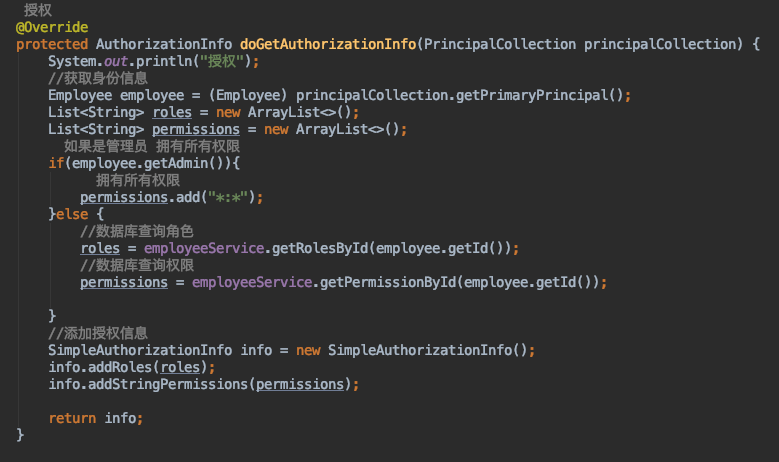 授权
@Override
protected AuthorizationInfo doGetAuthorizationInfo(PrincipalCollection principalCollection) {
    System.out.println("授权");
    //获取身份信息
    Employee employee = (Employee) principalCollection.getPrimaryPrincipal();
    List<String> roles = new ArrayList<>();
    List<String> permissions = new ArrayList<>();
      如果是管理员 拥有所有权限
    if(employee.getAdmin()){
          拥有所有权限
        permissions.add("*:*");
    }else {
        //数据库查询角色
        roles = employeeService.getRolesById(employee.getId());
        //数据库查询权限
        permissions = employeeService.getPermissionById(employee.getId());
    }
    //添加授权信息
    SimpleAuthorizationInfo info = new SimpleAuthorizationInfo();
    info.addRoles(roles);
    info.addStringPermissions(permissions);
    return info;
}